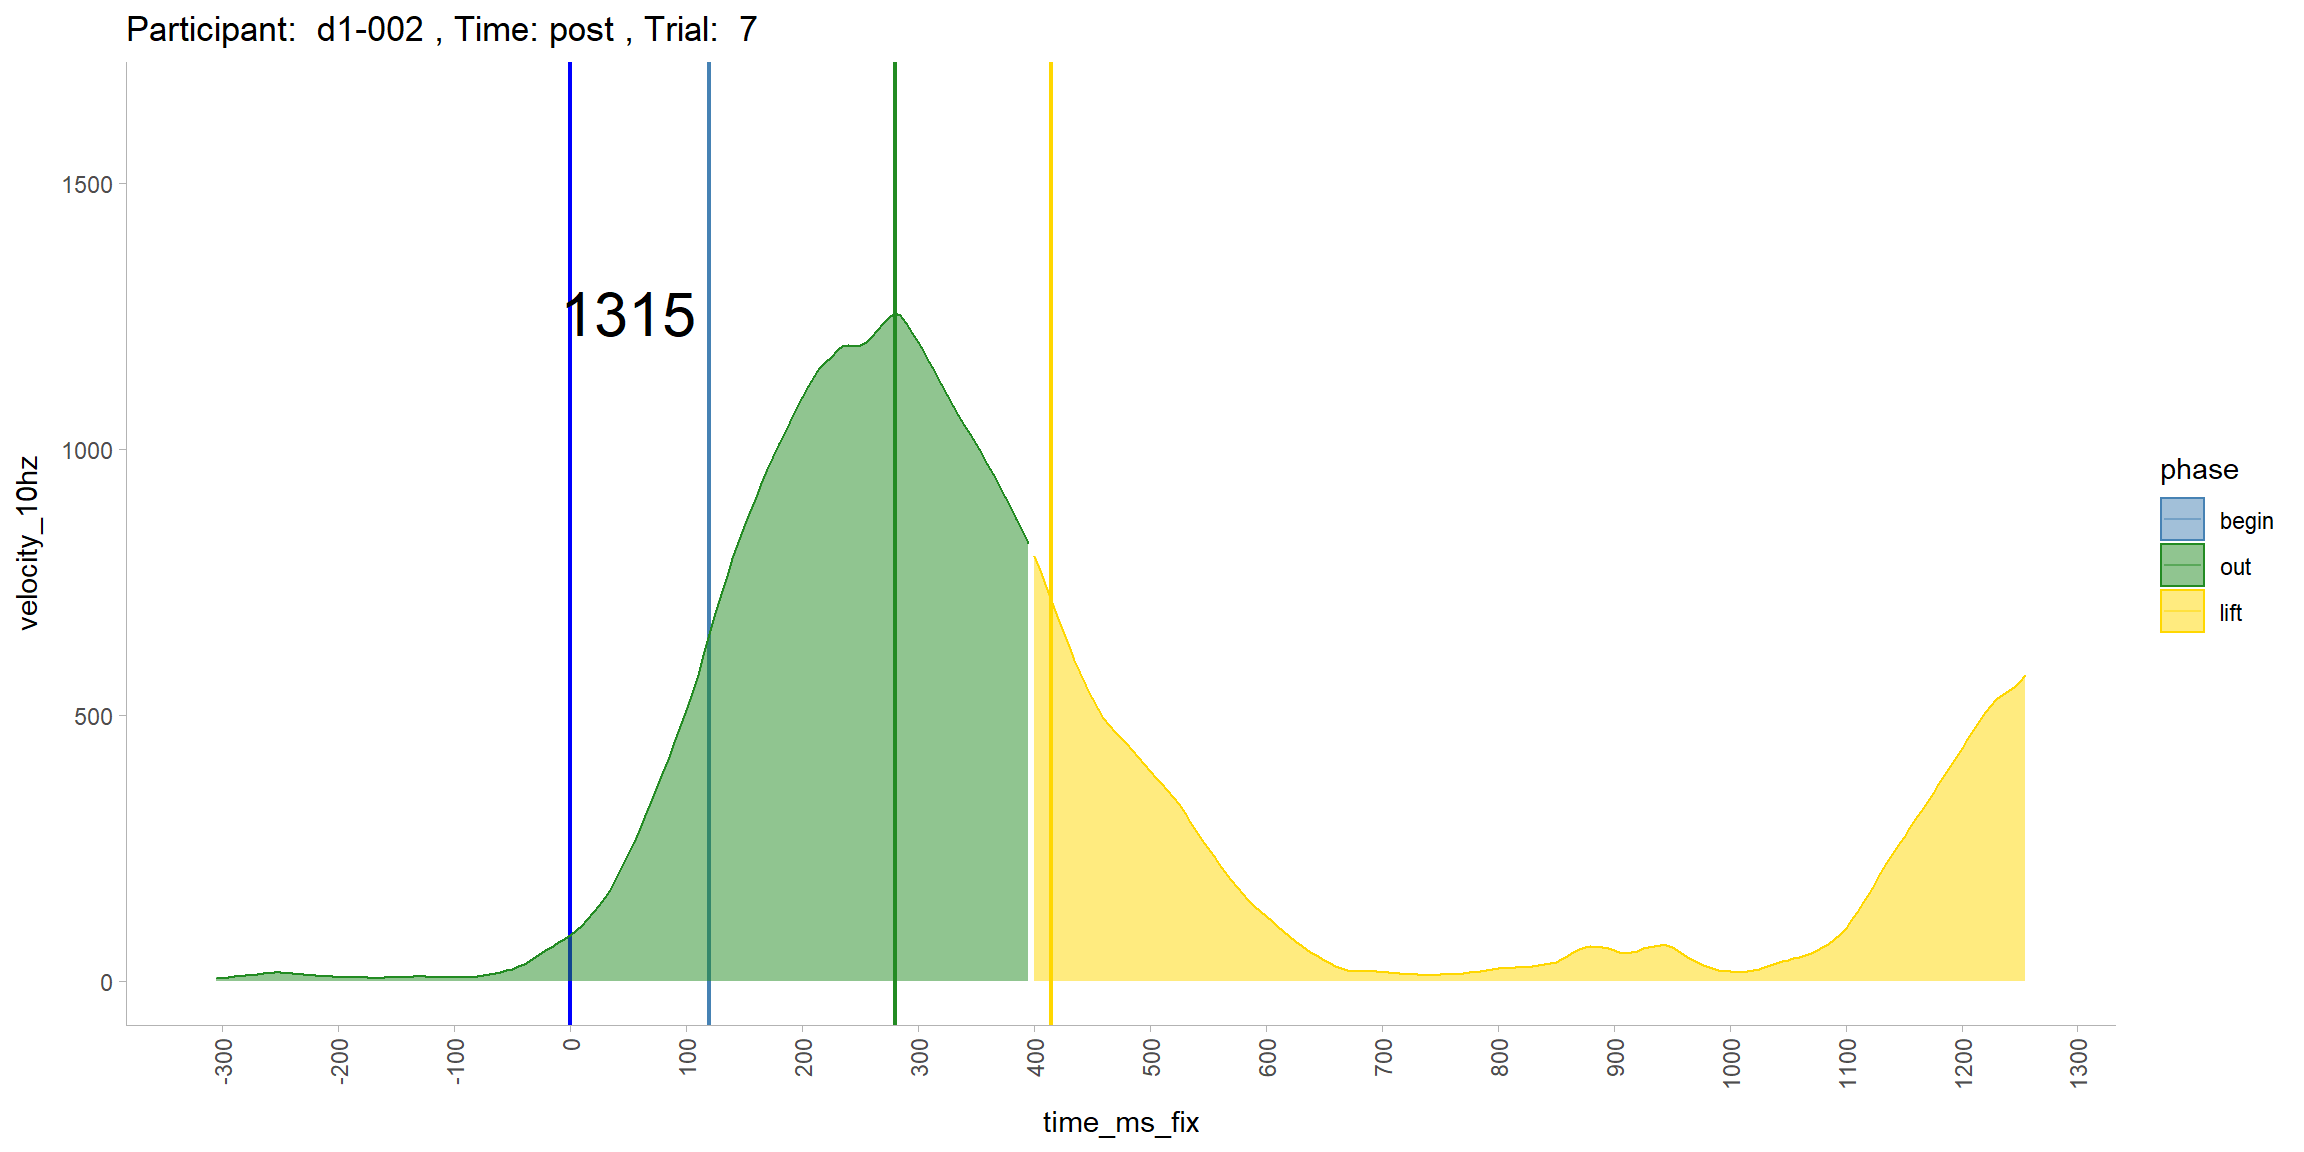 Participant:  d1-002 , Time: post , Trial:  7
1500
1000
500
0
velocity_10hz
1315
-300 -200 -100 0 100 200 300 400 500 600 700 800 900 1000 1100 1200 1300
time_ms_fix
phase
begin
out
lift